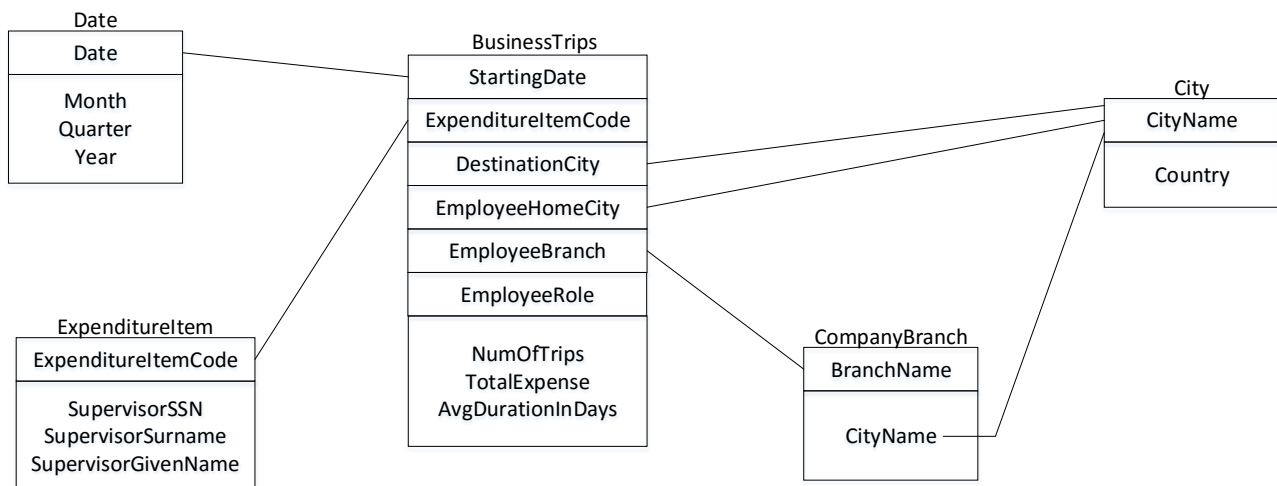 Date
Date
Month
Quarter
Year
BusinessTrips
StartingDate
ExpenditureItemCode
DestinationCity
EmployeeHomeCity
EmployeeBranch
EmployeeRole
NumOfTrips
TotalExpense
AvgDurationInDays
City
CityName
Country
ExpenditureItem
ExpenditureItemCode
SupervisorSSN
SupervisorSurname
SupervisorGivenName
CompanyBranch
BranchName
CityName